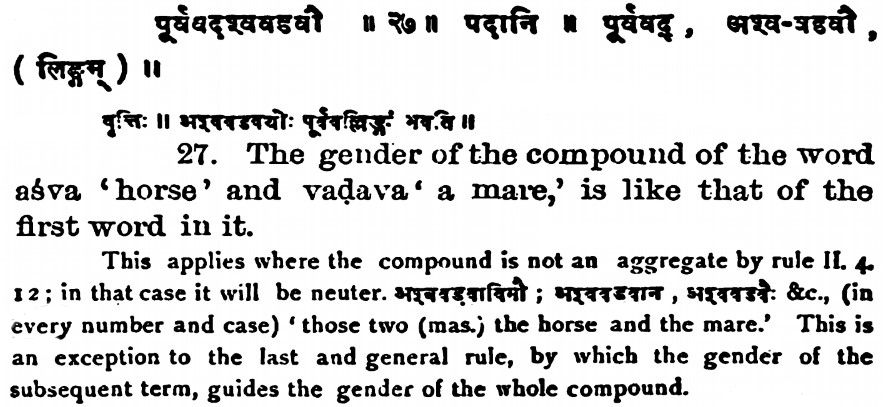 पूर्ववदश्ववडवौ ॥ २७॥ पदानि ॥ पूर्ववद् , अश्व-वडवौ ,
( लिङ्गम् ) ॥
वृत्तिः ॥ अश्ववडवयोः पूर्ववल्लिङ्गं भवति ॥
27. The gender of the compound of the word
aśva ‘horse’ and vaḍava ‘ a mare,’ is like that of the
first word in it.
This applies where the compound is not an aggregate by rule II. 4.
12 ; in that case it will be neuter. अश्ववडवाविमौ ; अश्ववडवान , अश्ववडवैः &c., (in
every number and case) ‘ those two (mas.) the horse and the mare.’ This is
an exception to the last and general rule, by which the gender of the
subsequent term, guides the gender of the whole compound.